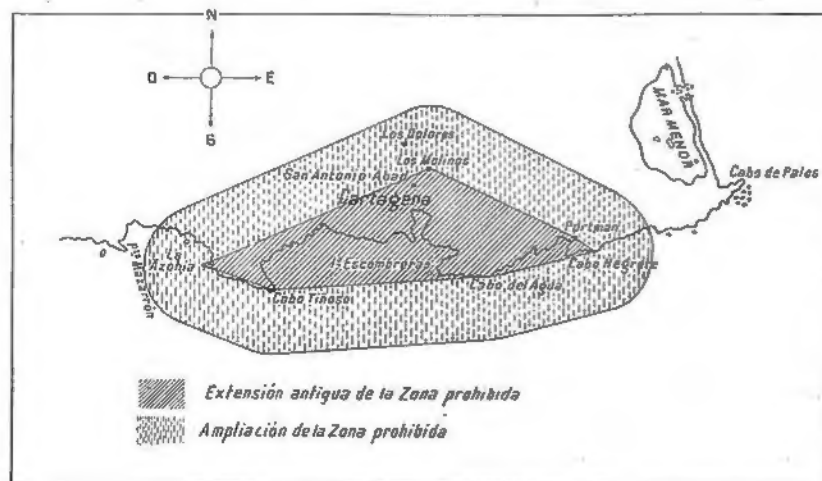 N
O E
S
MAR MENOR
Cabo de Palos
Los Dolores
Los Molinos
San Antonio Abad
Cartagena
Portman
La
Azohia
Pto Mazarrón
I. Escombreras
Cabo Negrete
Cabo del Agua
Cabo Tiñoso
Extensión antigua de la Zona prohibida
Ampliación de la Zona prohibida